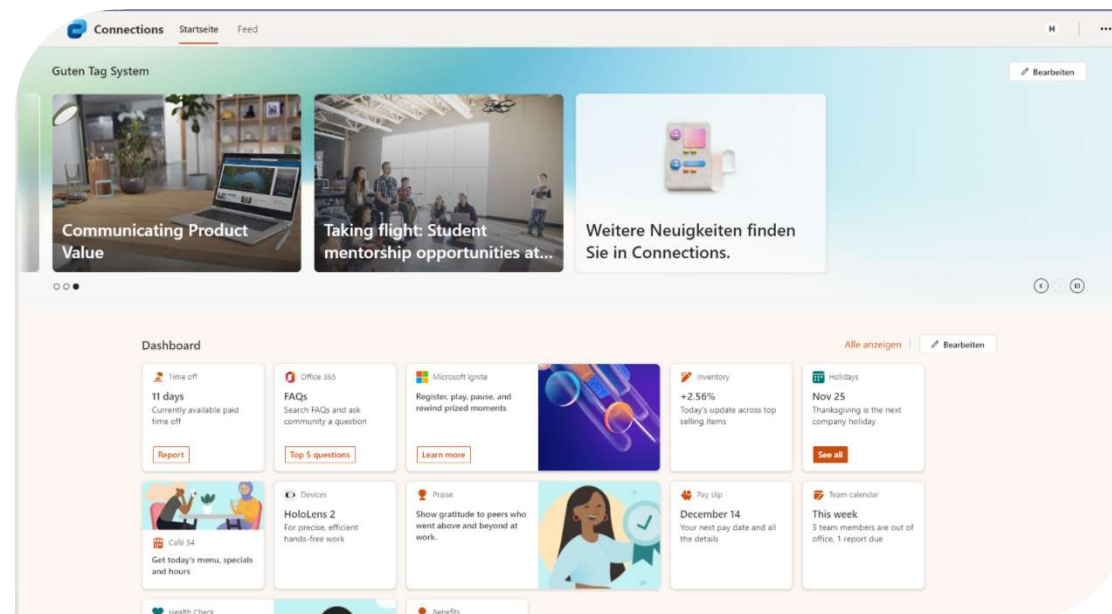 Connections Startseite Feed H
Guten Tag System
Bearbeiten
Communicating Product
Value
Taking flight: Student
mentorship opportunities at...
Weitere Neuigkeiten finden
Sie in Connections.
Dashboard
Alle anzeigen | Bearbeiten
Time off
11 days
Currently available paid
time off
Report
Office 365
FAQs
Search FAQs and ask
community a question
Top 5 questions
Microsoft Ignite
Register, play, pause, and
rewind prized moments
Learn more
Inventory
+2.56%
Today's update across top
selling items
Holidays
Nov 25
Thanksgiving is the next
company holiday
See all
Café 34
Get today's menu, specials
and hours
Devices
HoloLens 2
For precise, efficient
hands-free work
Praise
Show gratitude to peers who
went above and beyond at
work.
Pay slip
December 14
Your next pay date and all
the details
Team calendar
This week
3 team members are out of
office, 1 report due
Health Check
Benefits